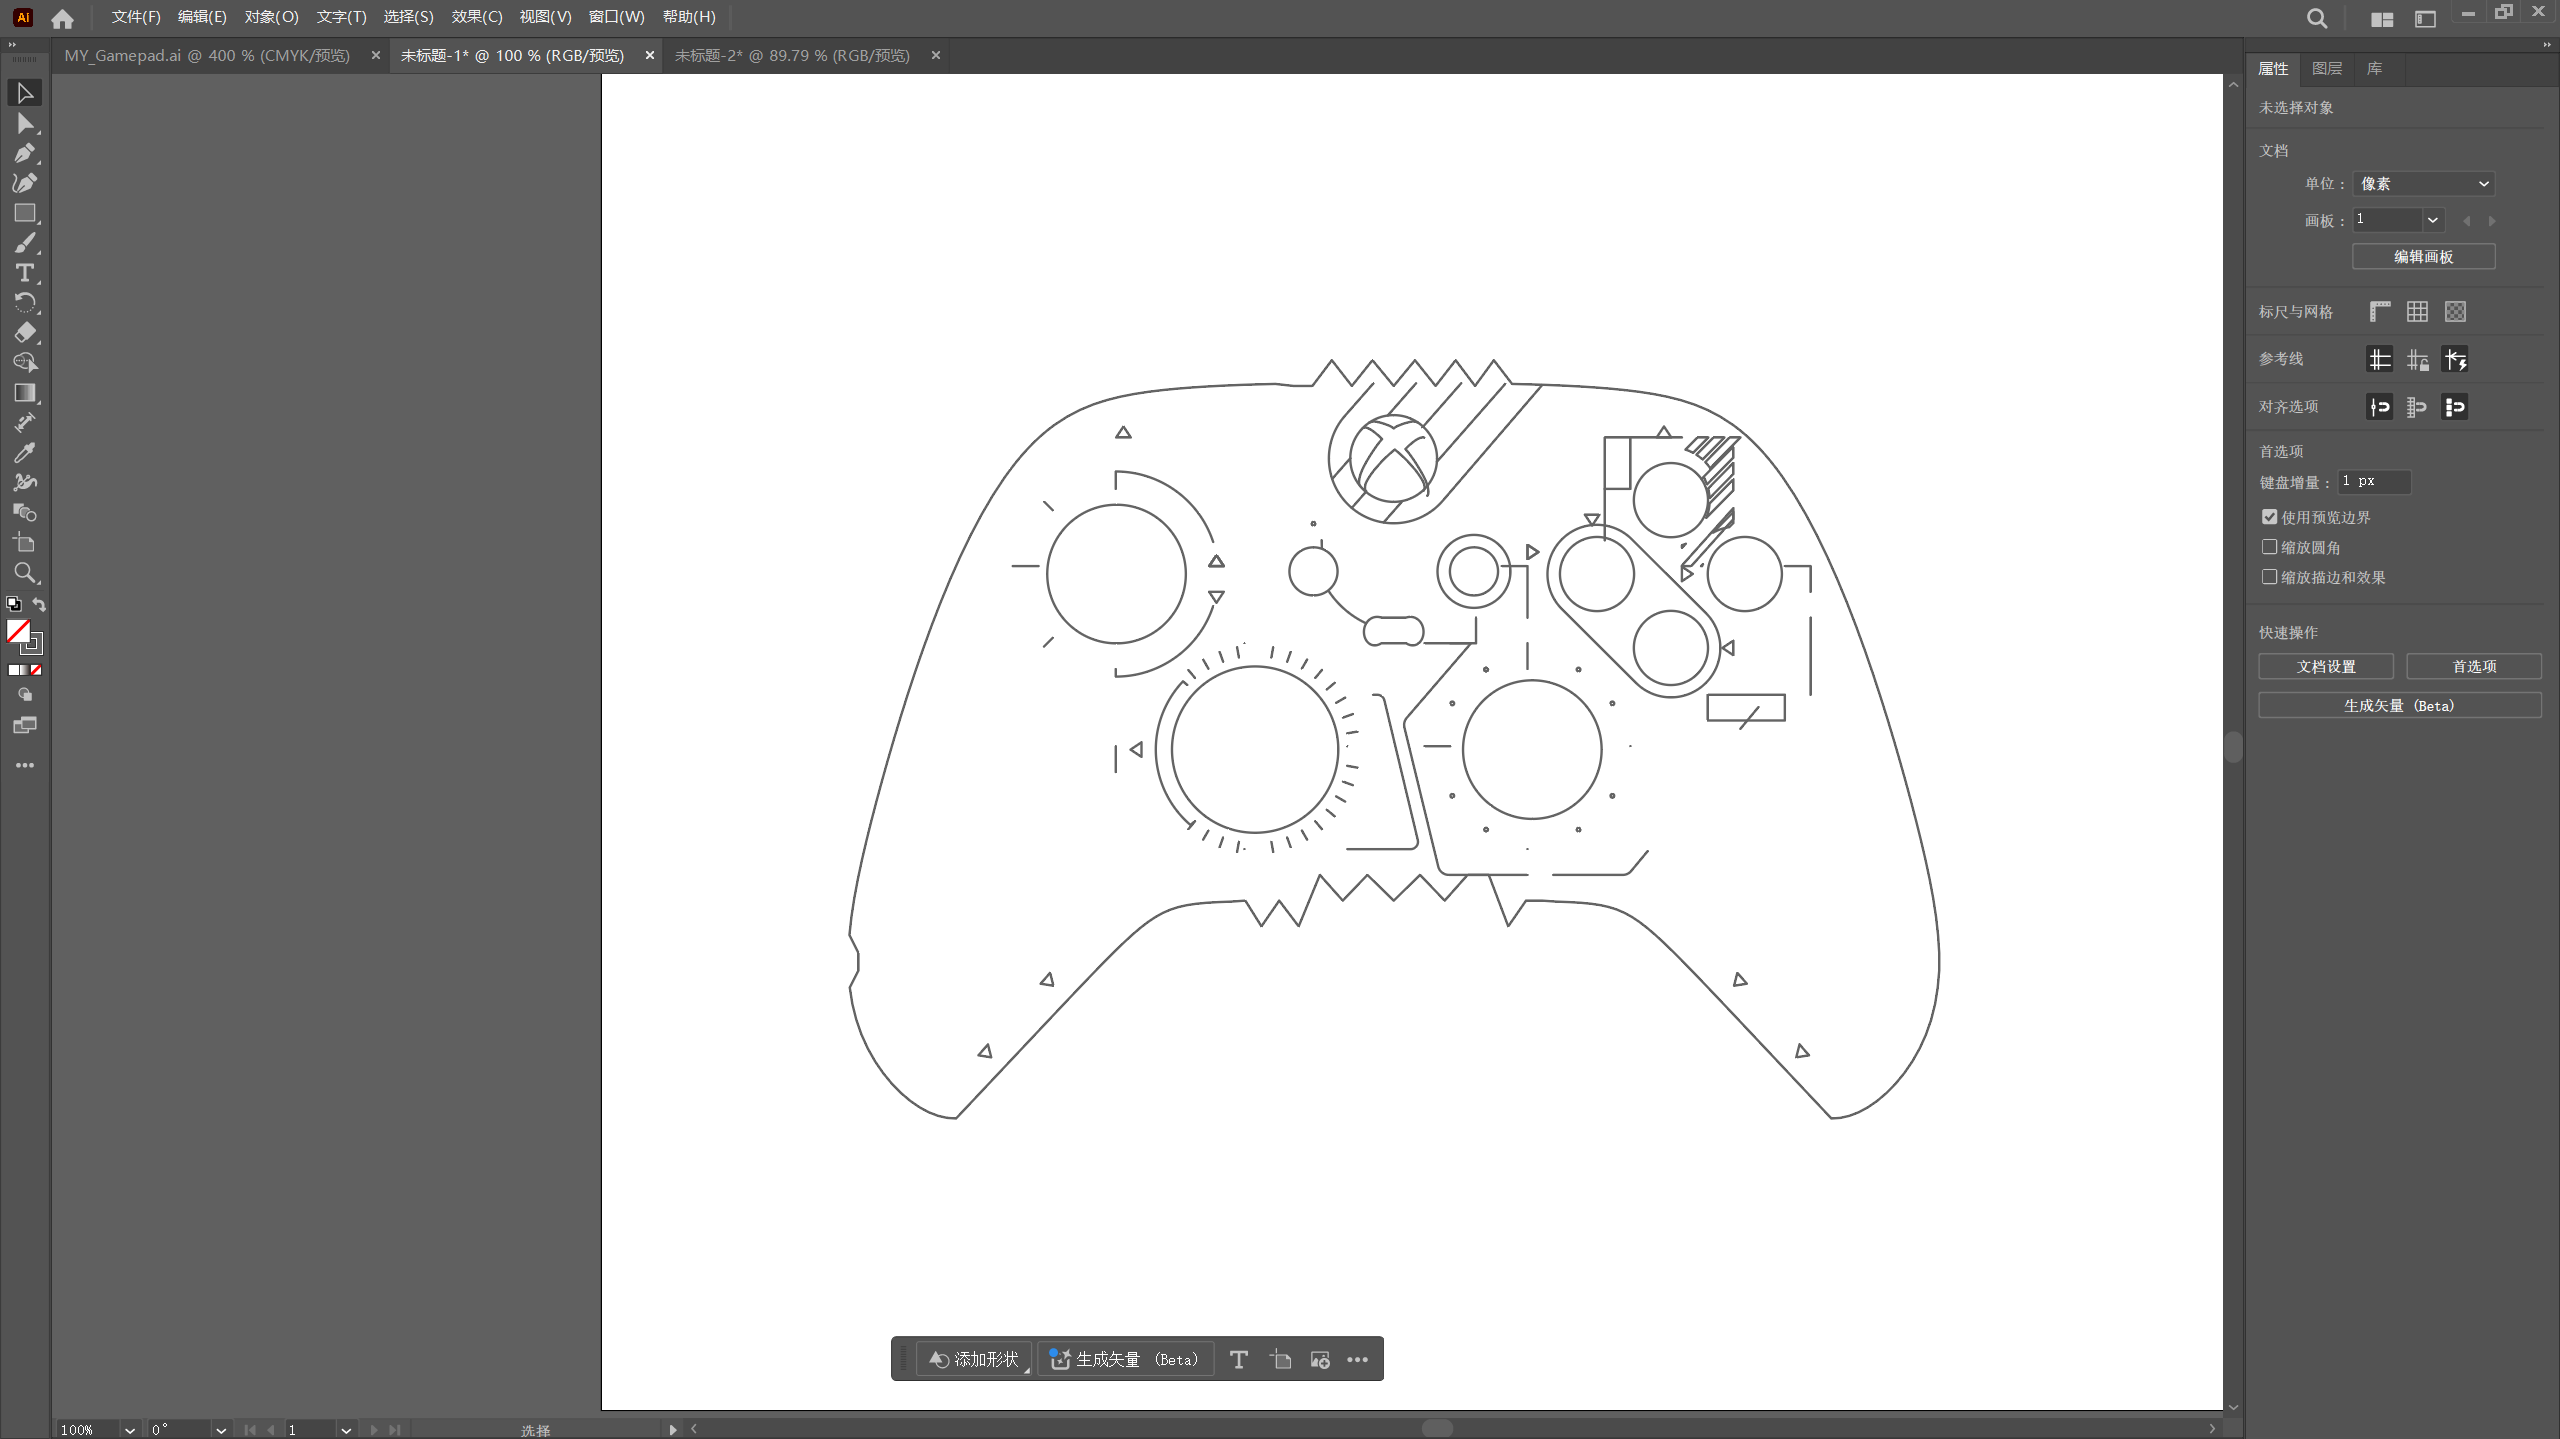 Ai 文件(F) 编辑(E) 对象(O) 文字(T) 选择(S) 效果(C) 视图(V) 窗口(W) 帮助(H)
MY_Gamepad.ai @ 400 % (CMYK/预览) 未标题-1* @ 100 % (RGB/预览) 未标题-2* @ 89.79 % (RGB/预览)
属性 图层 库
未选择对象
文档
单位： 像素
画板： 1
编辑画板
标尺与网格
参考线
对齐选项
首选项
键盘增量： 1 px
使用预览边界
缩放圆角
缩放描边和效果
快速操作
文档设置 首选项
生成矢量 (Beta)
添加形状 生成矢量 (Beta)
100% 0° 1 选择